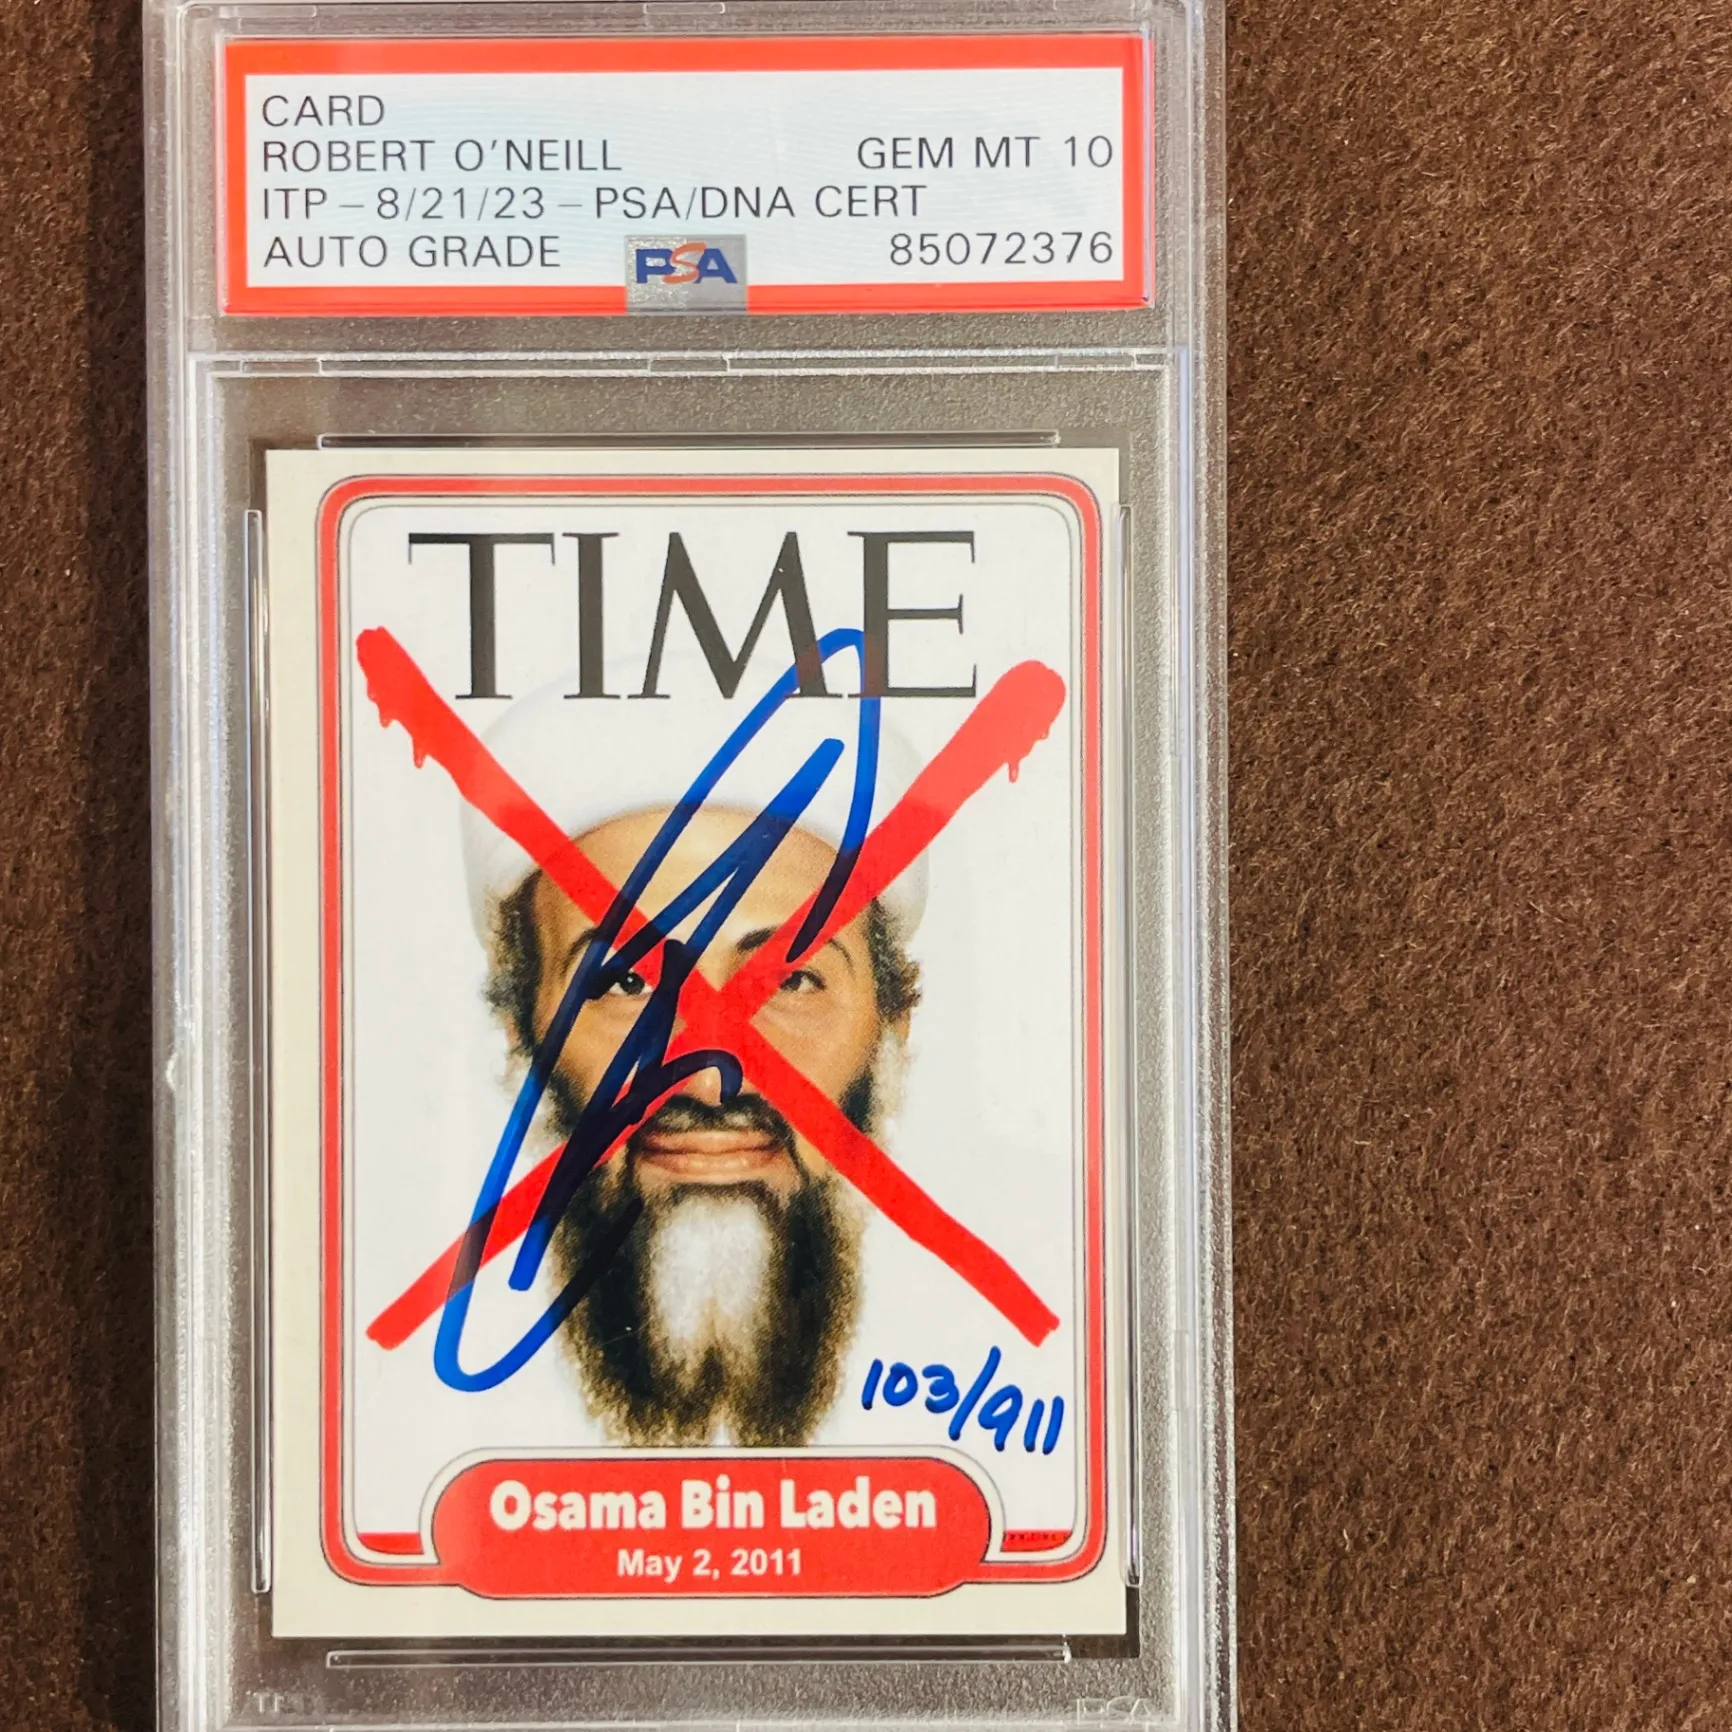 CARD
ROBERT O'NEILL GEM MT 10
ITP - 8/21/23 - PSA/DNA CERT
AUTO GRADE PSA 85072376
TIME
103/911
Osama Bin Laden
May 2, 2011
PSA